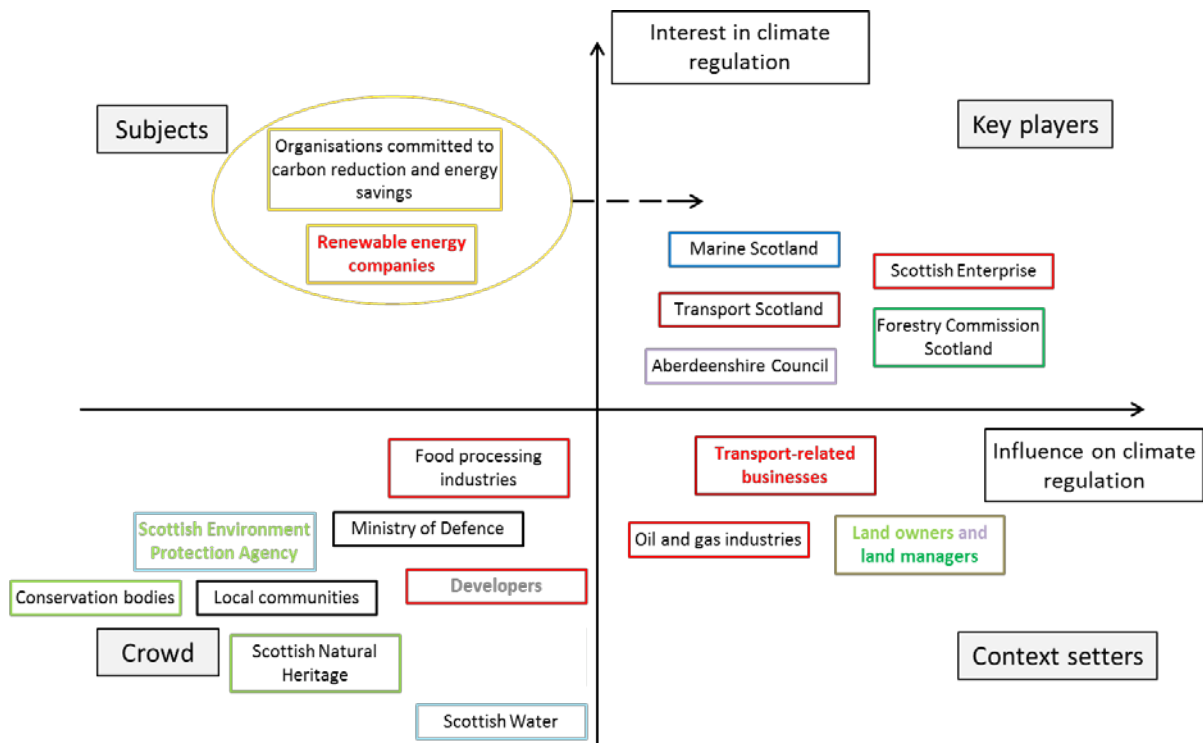 Interest in climate
regulation
Subjects
Key players
Organisations committed to
carbon reduction and energy
savings
Renewable energy
companies
Marine Scotland
Scottish Enterprise
Transport Scotland
Forestry Commission
Scotland
Aberdeenshire Council
Influence on climate
regulation
Food processing
industries
Transport-related
businesses
Scottish Environment
Protection Agency
Ministry of Defence
Oil and gas industries
Land owners and
land managers
Conservation bodies
Local communities
Developers
Crowd
Scottish Natural
Heritage
Context setters
Scottish Water